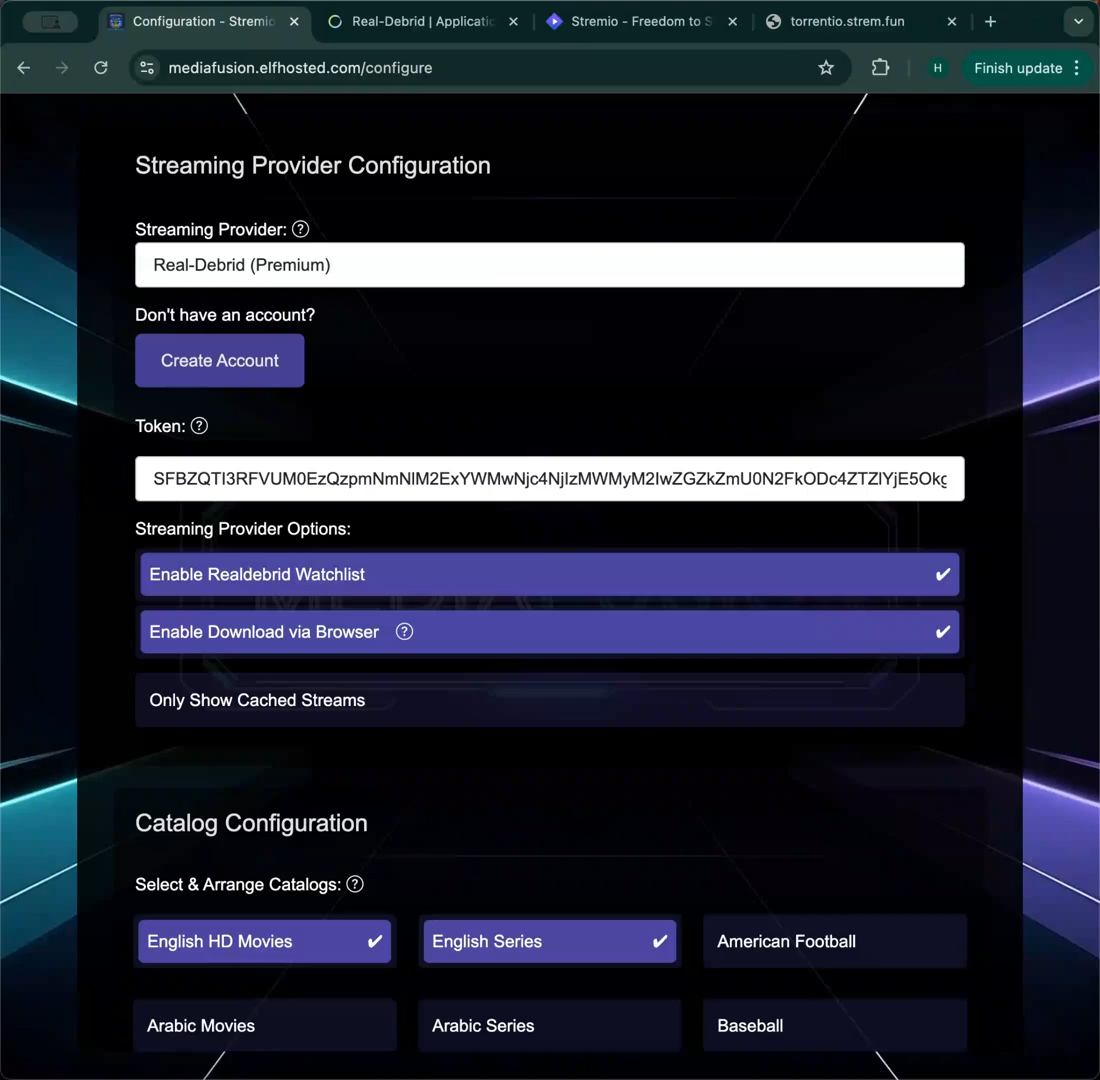 Configuration - Stremio
Real-Debrid | Applicatio
Stremio - Freedom to S
torrentio.strem.fun
mediafusion.elfhosted.com/configure
H
Finish update
Streaming Provider Configuration
Streaming Provider:
Real-Debrid (Premium)
Don't have an account?
Create Account
Token:
Streaming Provider Options:
Enable Realdebrid Watchlist
Enable Download via Browser
Only Show Cached Streams
Catalog Configuration
Select & Arrange Catalogs:
English HD Movies
English Series
American Football
Arabic Movies
Arabic Series
Baseball